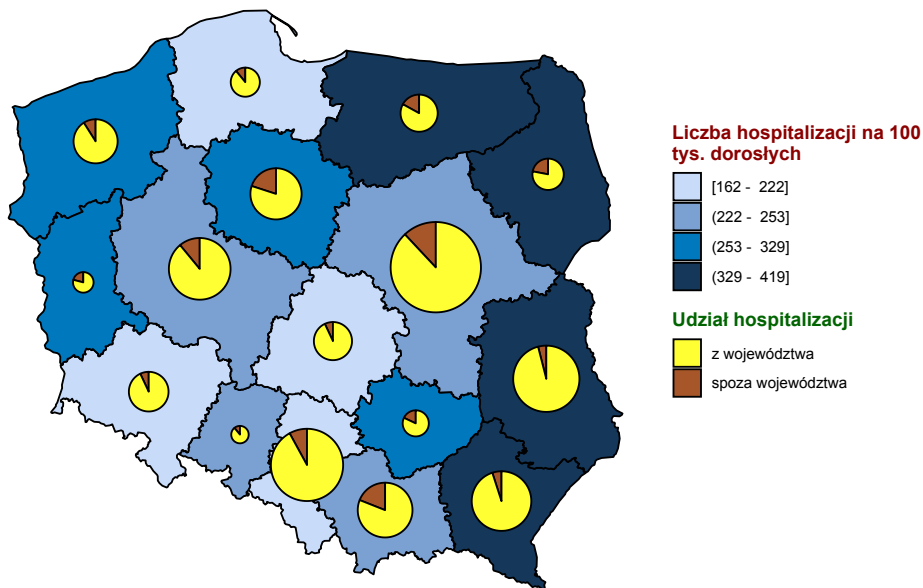 Liczba hospitalizacji na 100
tys. dorosłych
[162 - 222]
(222 - 253]
(253 - 329]
(329 - 419]
Udział hospitalizacji
z województwa
spoza województwa